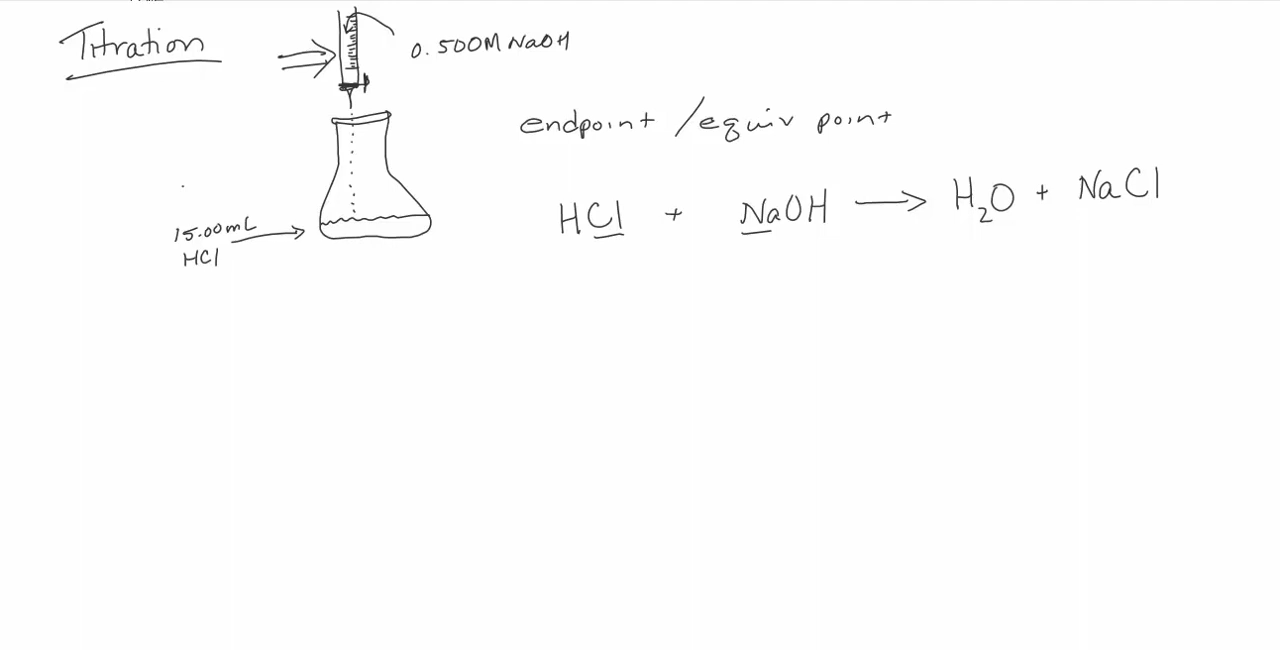 Titration
0.500M NaOH
endpoint / equiv point
HCl + NaOH → H₂O + NaCl
15.00mL
HCl